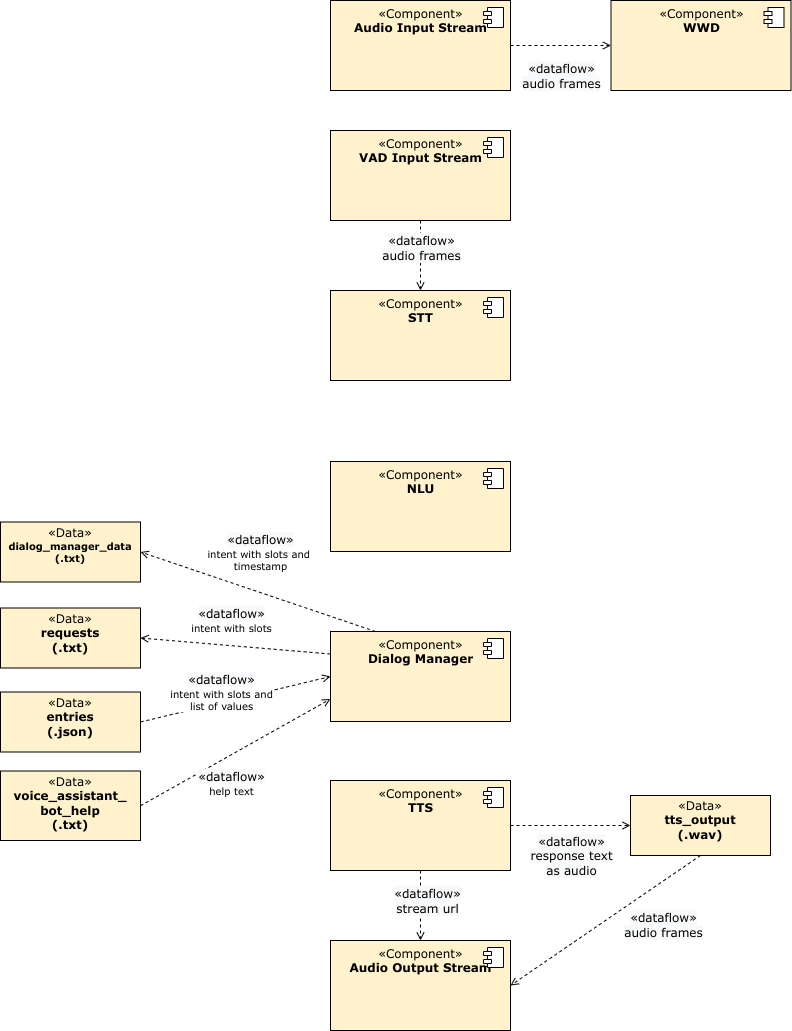 «Component»
Audio Input Stream
«Component»
WWD
«dataflow»
audio frames
«Component»
VAD Input Stream
«dataflow»
audio frames
«Component»
STT
«Component»
NLU
«Data»
dialog_manager_data
(.txt)
«dataflow»
intent with slots and
timestamp
«Data»
requests
(.txt)
«dataflow»
intent with slots
«Component»
Dialog Manager
«Data»
entries
(.json)
«dataflow»
intent with slots and
list of values
«Data»
voice_assistant_
bot_help
(.txt)
«dataflow»
help text
«Component»
TTS
«dataflow»
response text
as audio
«Data»
tts_output
(.wav)
«dataflow»
stream url
«dataflow»
audio frames
«Component»
Audio Output Stream